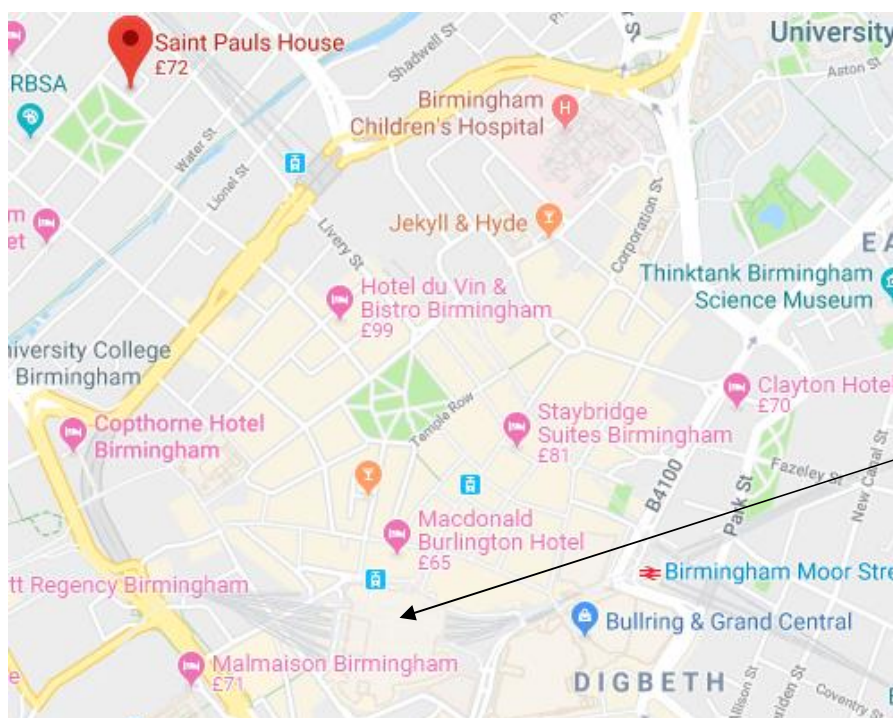 Saint Pauls House
£72
Shadwell St
University
Aston St
RBSA
Birmingham
Children's Hospital
H
Water St
Lionel St
Livery St
Jekyll & Hyde
Corporation St
EA
Thinktank Birmingham
Science Museum
Hotel du Vin &
Bistro Birmingham
£99
iversity College
Birmingham
Clayton Hotel
£70
Copthorne Hotel
Birmingham
Temple Row
Staybridge
Suites Birmingham
£81
B4100
Fazeley St
New Canal St
Park St
Macdonald
Burlington Hotel
£65
tt Regency Birmingham
Birmingham Moor Stre
Bullring & Grand Central
Malmaison Birmingham
£71
DIGBETH
Coventry St